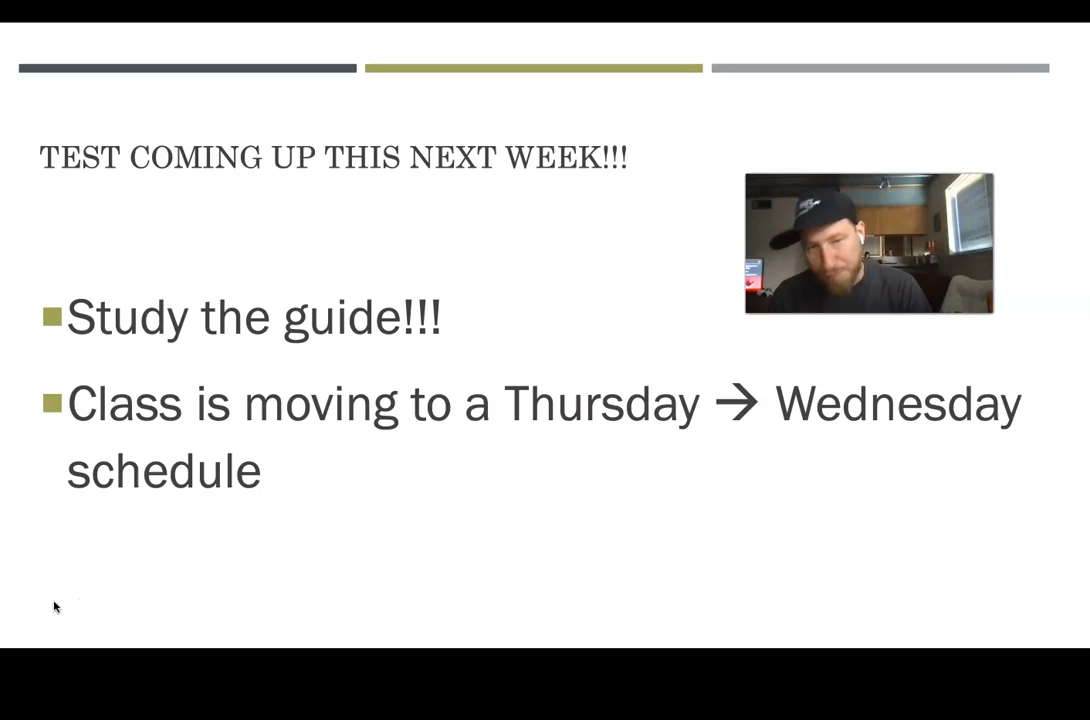 TEST COMING UP THIS NEXT WEEK!!!
Study the guide!!!
Class is moving to a Thursday → Wednesday
schedule